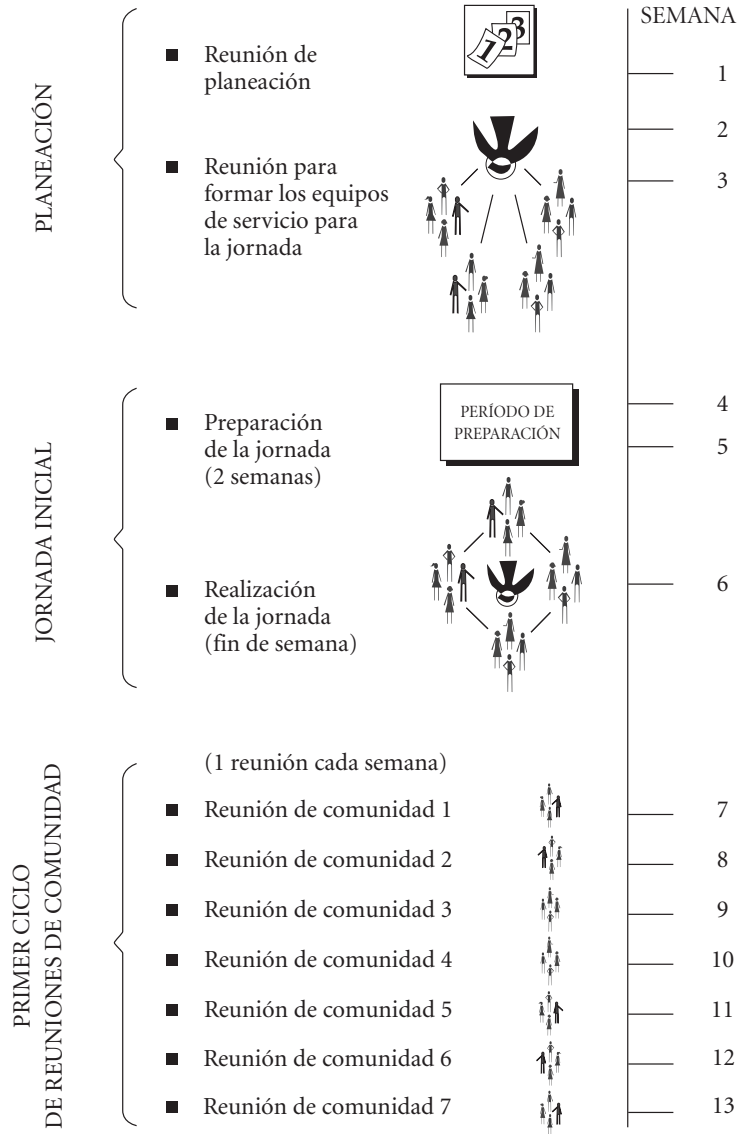 SEMANA
PLANEACIÓN
■ Reunión de
planeación
1 2 3
1
2
■ Reunión para
formar los equipos
de servicio para
la jornada
3
JORNADA INICIAL
■ Preparación
de la jornada
(2 semanas)
PERÍODO DE
PREPARACIÓN
4
5
■ Realización
de la jornada
(fin de semana)
6
PRIMER CICLO
DE REUNIONES DE COMUNIDAD
(1 reunión cada semana)
■ Reunión de comunidad 1 7
■ Reunión de comunidad 2 8
■ Reunión de comunidad 3 9
■ Reunión de comunidad 4 10
■ Reunión de comunidad 5 11
■ Reunión de comunidad 6 12
■ Reunión de comunidad 7 13